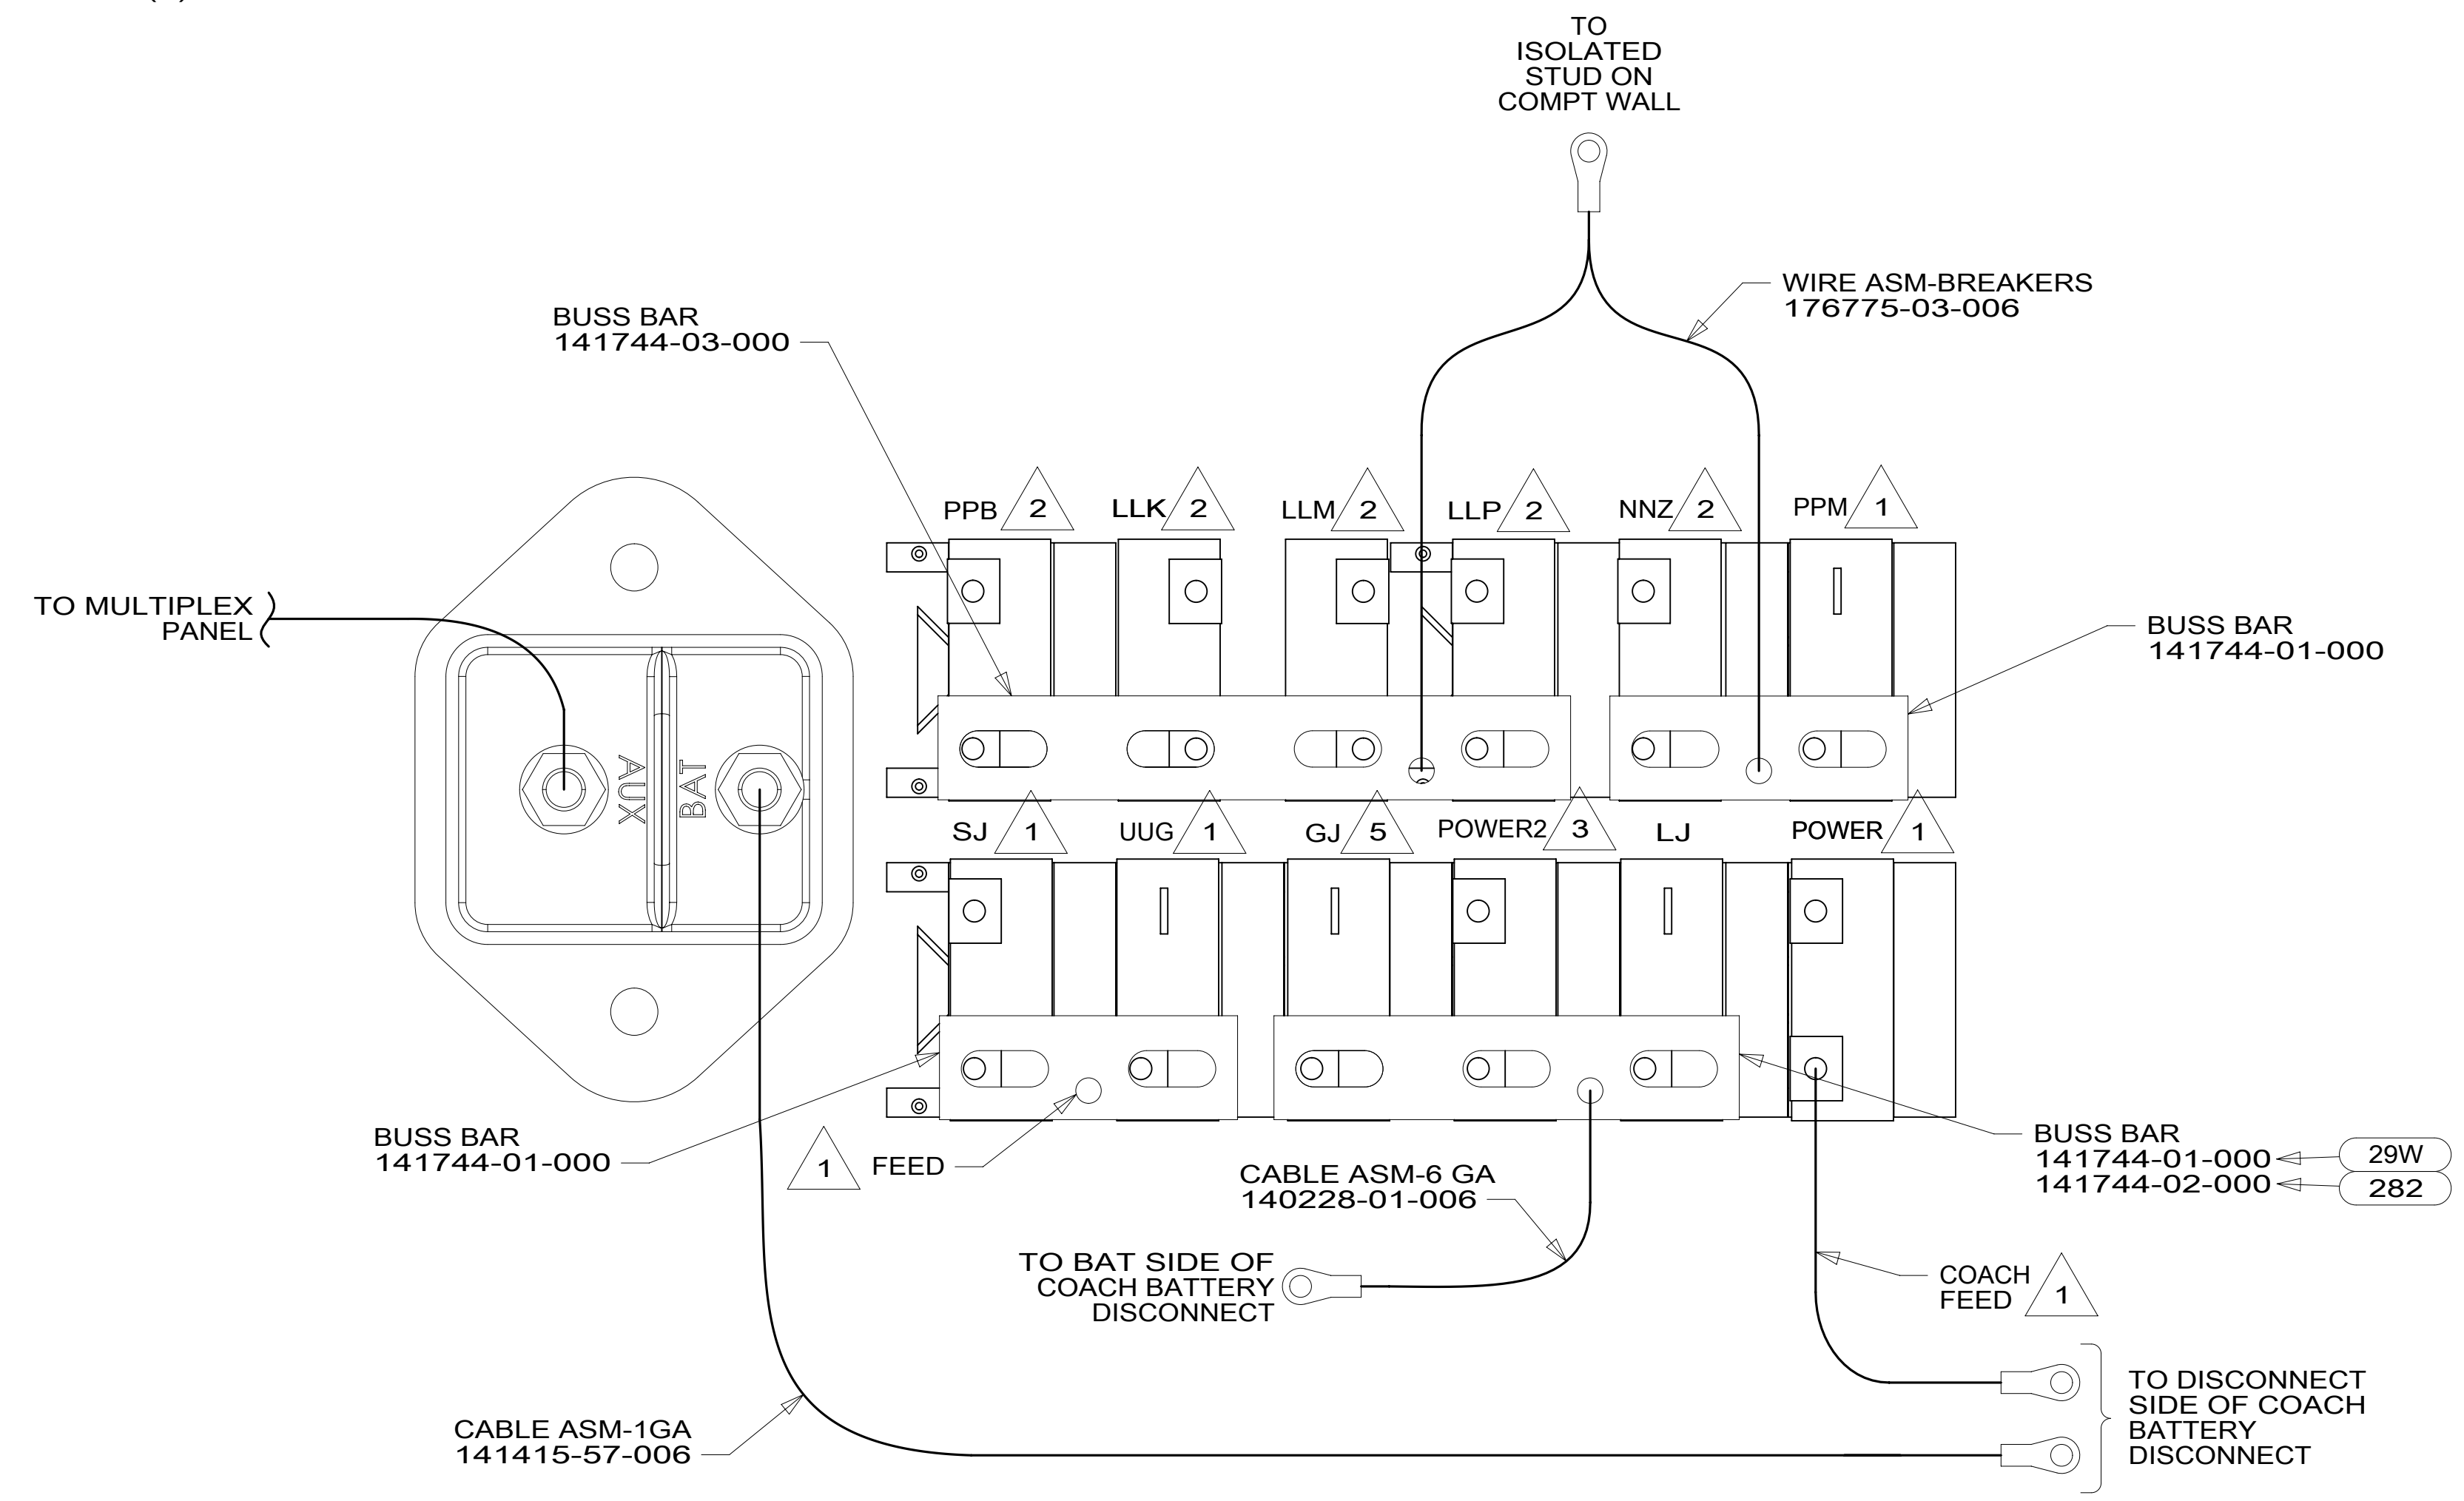 TO
ISOLATED
STUD ON
COMPT WALL
WIRE ASM-BREAKERS
176775-03-006
BUSS BAR
141744-03-000
PPB 2
LLK 2
LLM 2
LLP 2
NNZ 2
PPM 1
TO MULTIPLEX
PANEL
BUSS BAR
141744-01-000
AUX
BAT
SJ 1
UUG 1
GJ 5
POWER2 3
LJ
POWER 1
BUSS BAR
141744-01-000
1 FEED
CABLE ASM-6 GA
140228-01-006
BUSS BAR
141744-01-000 29W
141744-02-000 282
TO BAT SIDE OF
COACH BATTERY
DISCONNECT
COACH
FEED 1
CABLE ASM-1GA
141415-57-006
TO DISCONNECT
SIDE OF COACH
BATTERY
DISCONNECT